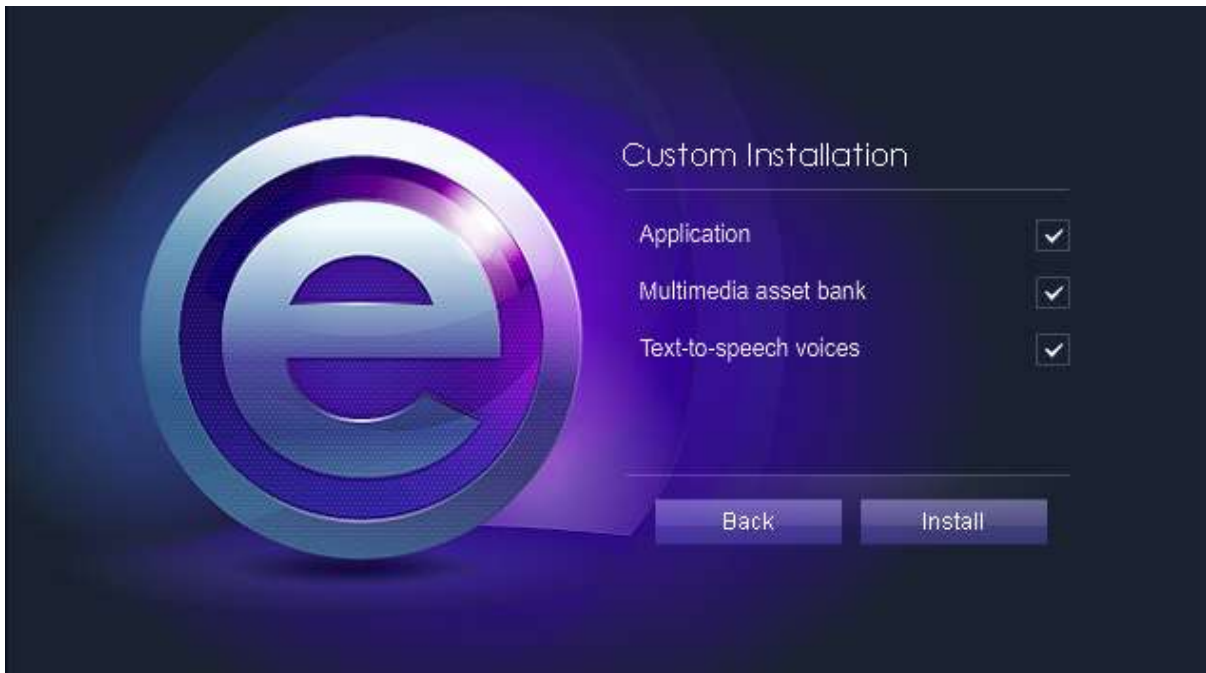 e
Custom Installation
Application
Multimedia asset bank
Text-to-speech voices
Back
Install